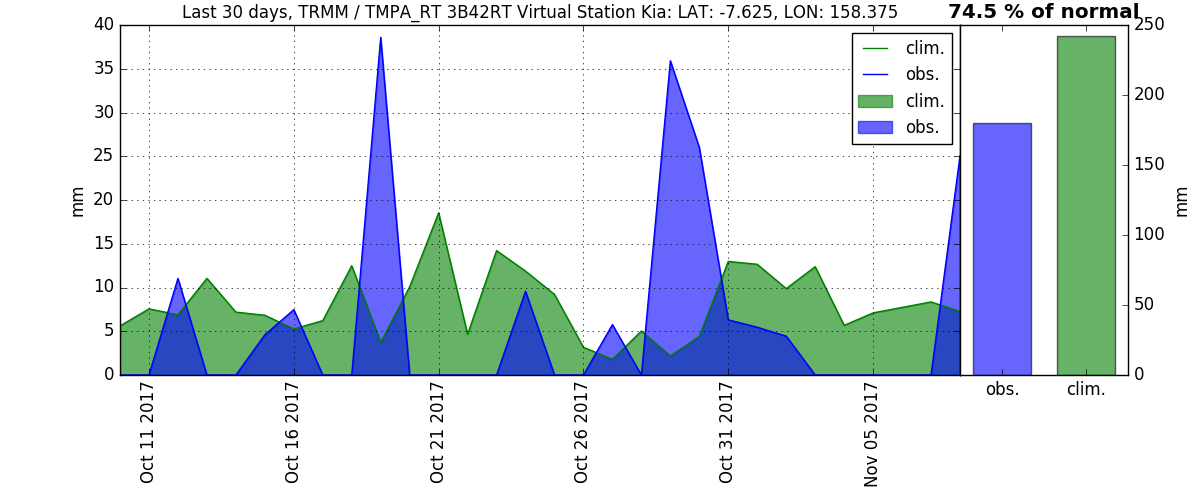 Last 30 days, TRMM / TMPA_RT 3B42RT Virtual Station Kia: LAT: -7.625, LON: 158.375
74.5 % of normal
40
35
30
25
20
15
10
5
0
mm
clim.
obs.
clim.
obs.
250
200
150
100
50
0
mm
Oct 11 2017
Oct 16 2017
Oct 21 2017
Oct 26 2017
Oct 31 2017
Nov 05 2017
obs.
clim.